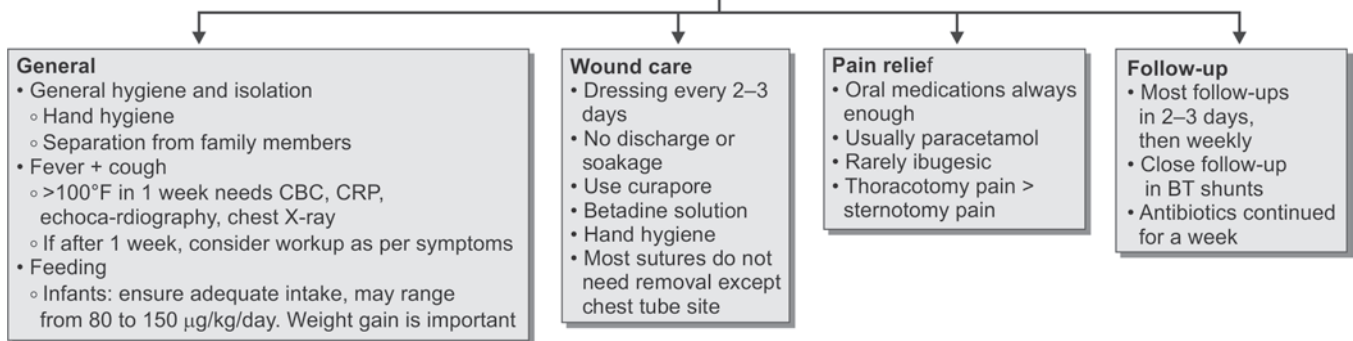 General
• General hygiene and isolation
◦ Hand hygiene
◦ Separation from family members
• Fever + cough
◦ >100°F in 1 week needs CBC, CRP,
echoca-rdiography, chest X-ray
◦ If after 1 week, consider workup as per symptoms
• Feeding
◦ Infants: ensure adequate intake, may range
from 80 to 150 μg/kg/day. Weight gain is important
Wound care
• Dressing every 2–3
days
• No discharge or
soakage
• Use curapore
• Betadine solution
• Hand hygiene
• Most sutures do not
need removal except
chest tube site
Pain relief
• Oral medications always
enough
• Usually paracetamol
• Rarely ibugesic
• Thoracotomy pain >
sternotomy pain
Follow-up
• Most follow-ups
in 2–3 days,
then weekly
• Close follow-up
in BT shunts
• Antibiotics continued
for a week